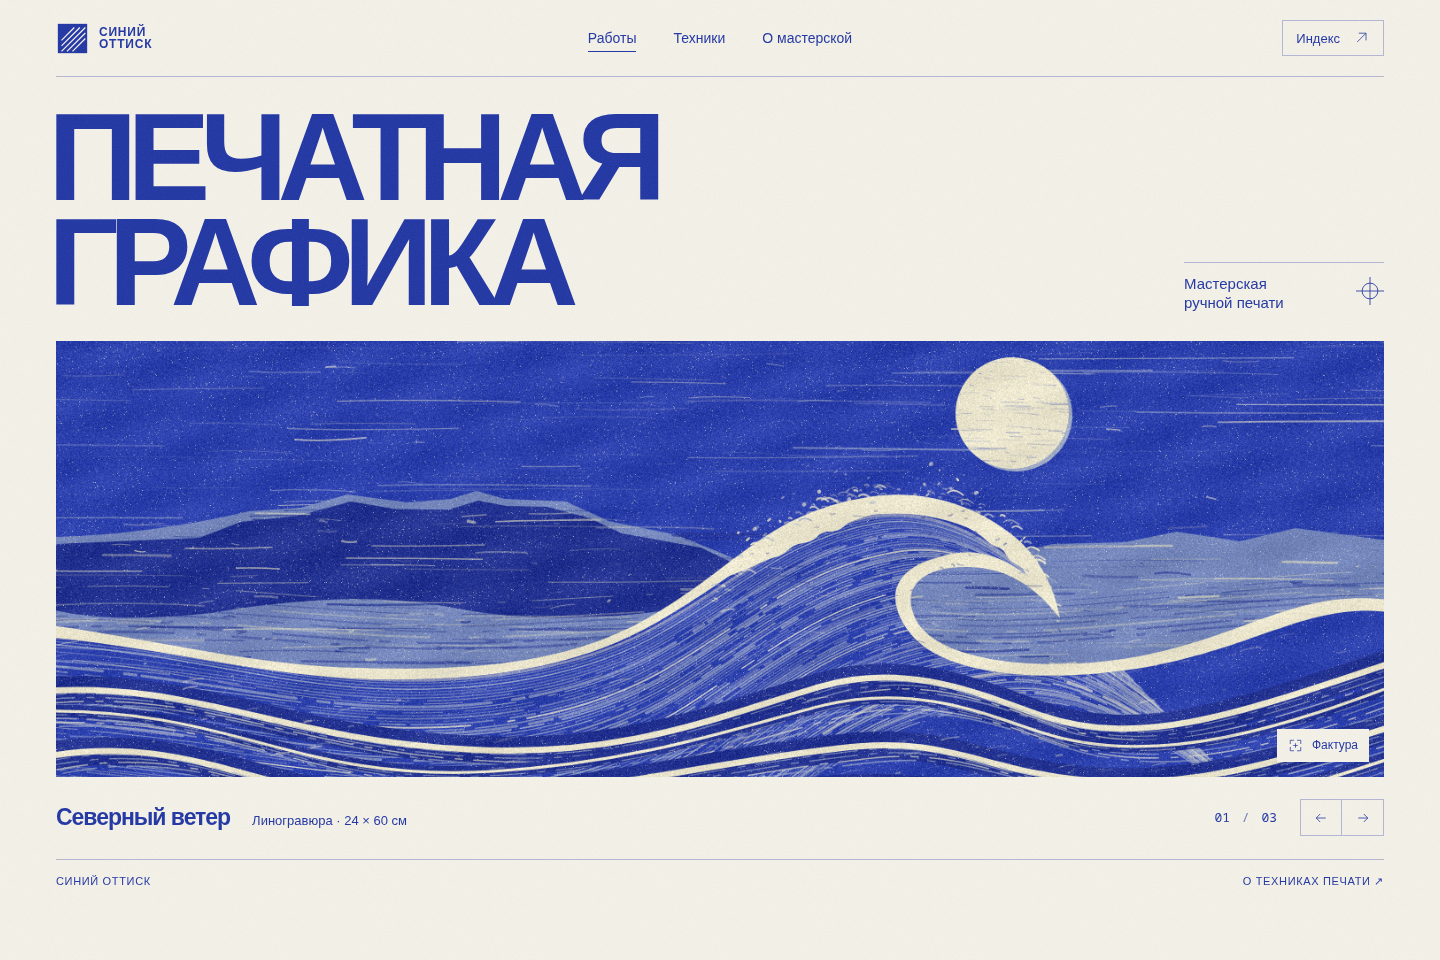 СИНИЙ
ОТТИСК
Работы
Техники
О мастерской
Индекс
ПЕЧАТНАЯ
ГРАФИКА
Мастерская
ручной печати
Фактура
Северный ветер
Линогравюра · 24 × 60 см
01 / 03
СИНИЙ ОТТИСК
О ТЕХНИКАХ ПЕЧАТИ ↗